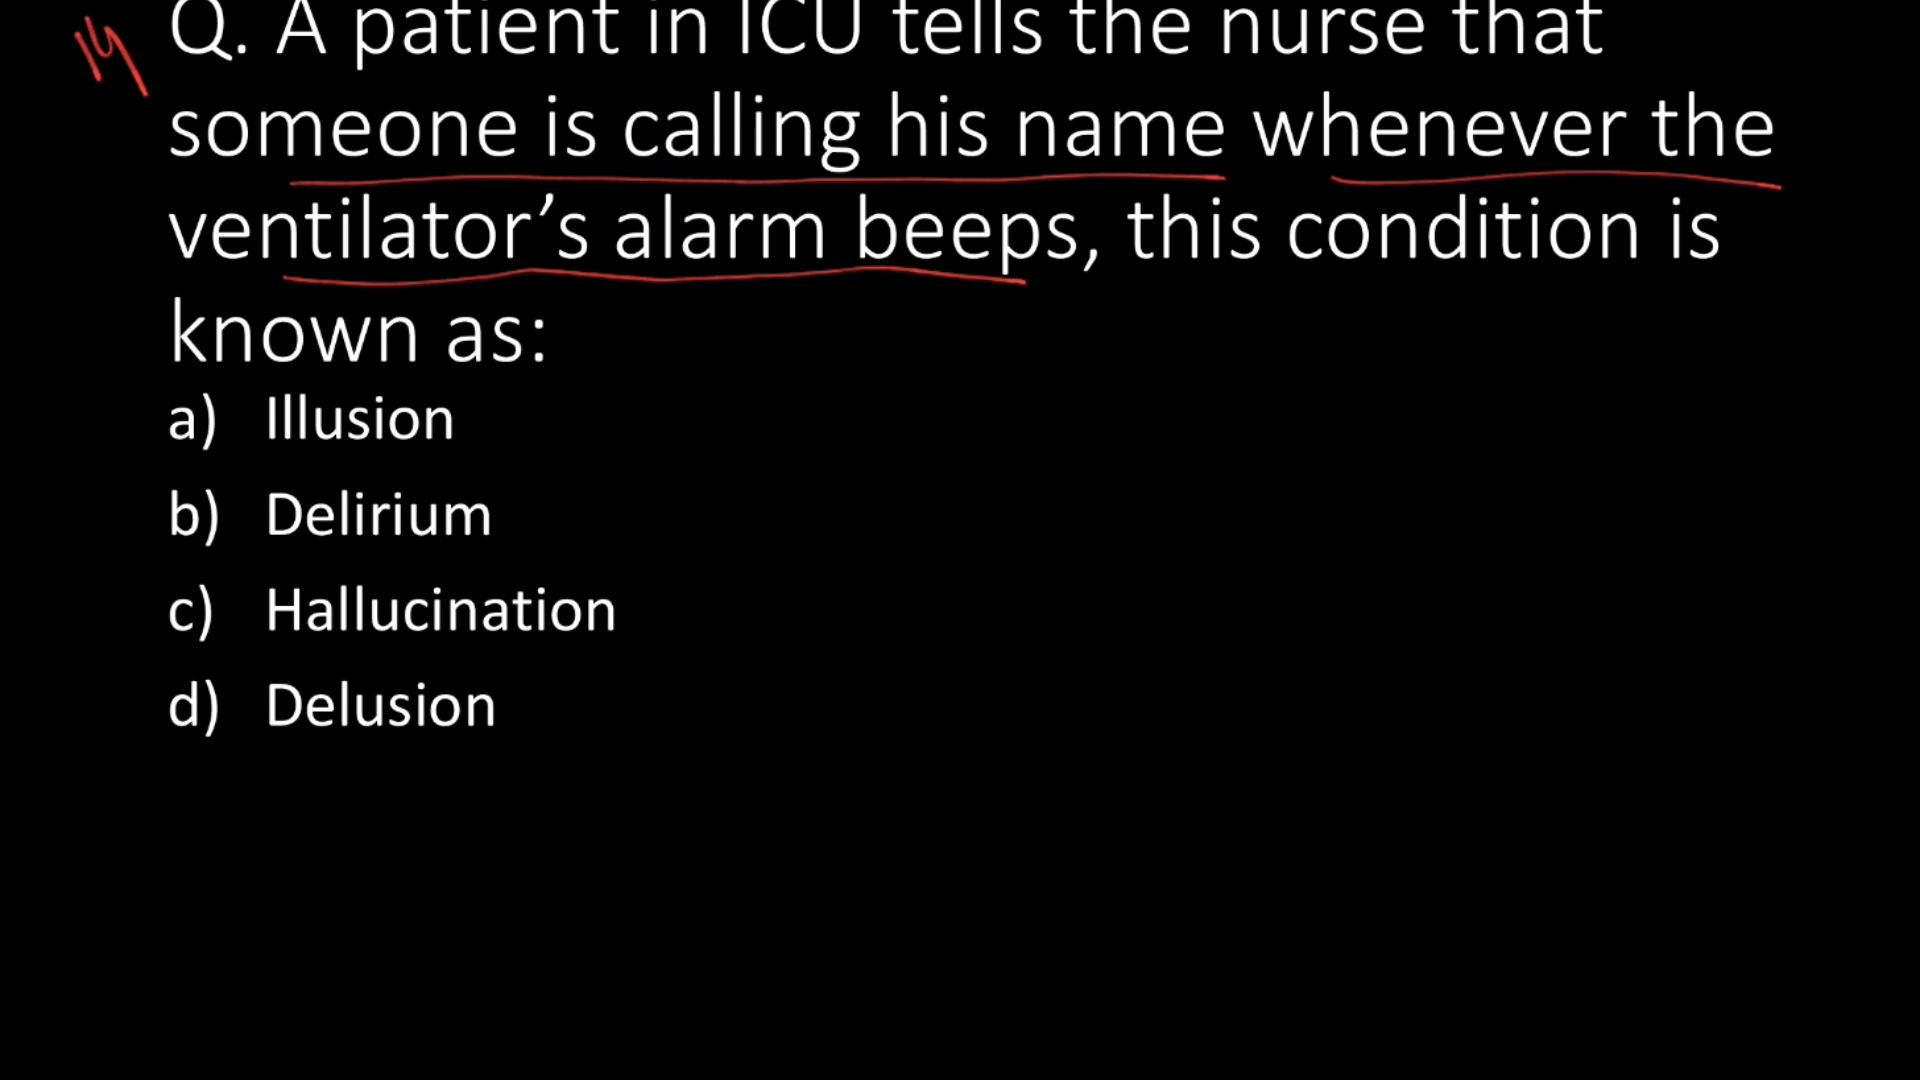 14 Q. A patient in ICU tells the nurse that
someone is calling his name whenever the
ventilator’s alarm beeps, this condition is
known as:
a) Illusion
b) Delirium
c) Hallucination
d) Delusion